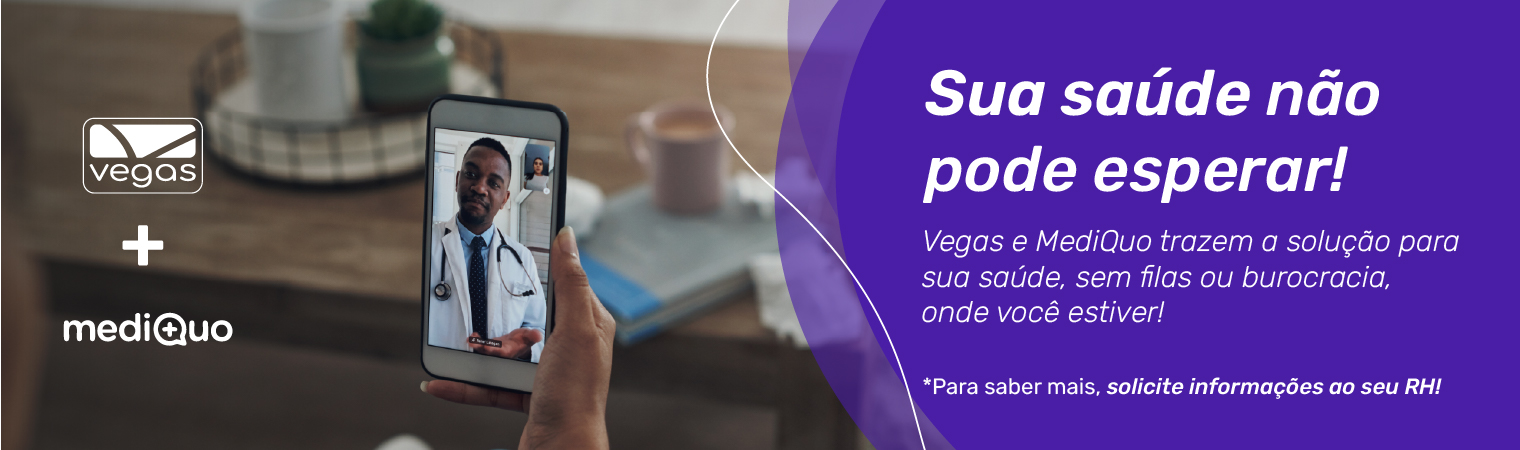 vegas
+
mediQuo
Sua saúde não
pode esperar!
Vegas e MediQuo trazem a solução para
sua saúde, sem filas ou burocracia,
onde você estiver!
*Para saber mais, solicite informações ao seu RH!